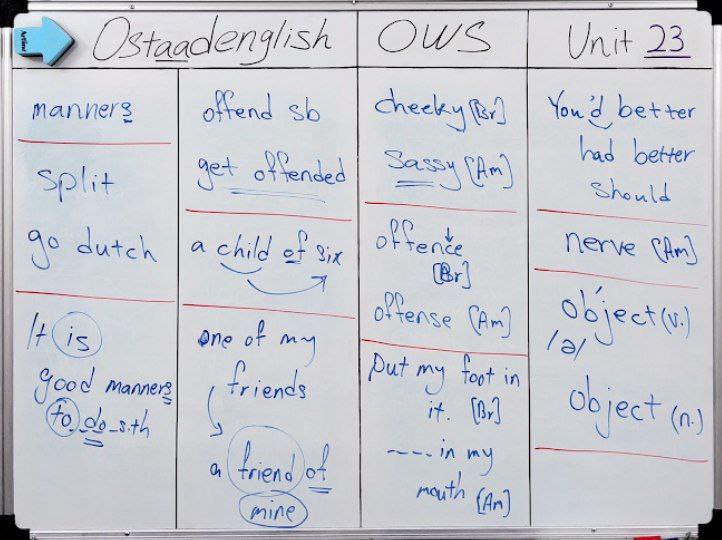 Ostaadenglish
OWS
Unit 23
manners
split
go dutch
It is
good manners
to do sth
offend sb
get offended
a child of six
one of my
friends
a friend of
mine
cheeky [Br]
sassy [Am]
offence
[Br]
offense [Am]
put my foot in
it. [Br]
---- in my
mouth [Am]
You'd better
had better
should
nerve [Am]
object (v.)
/ə/
object (n.)